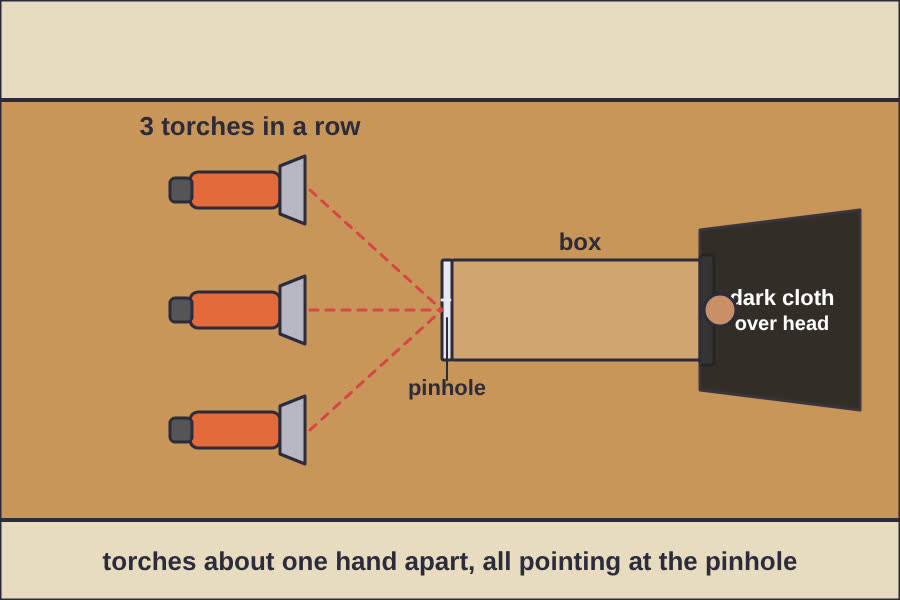 3 torches in a row
box
dark cloth
over head
pinhole
torches about one hand apart, all pointing at the pinhole